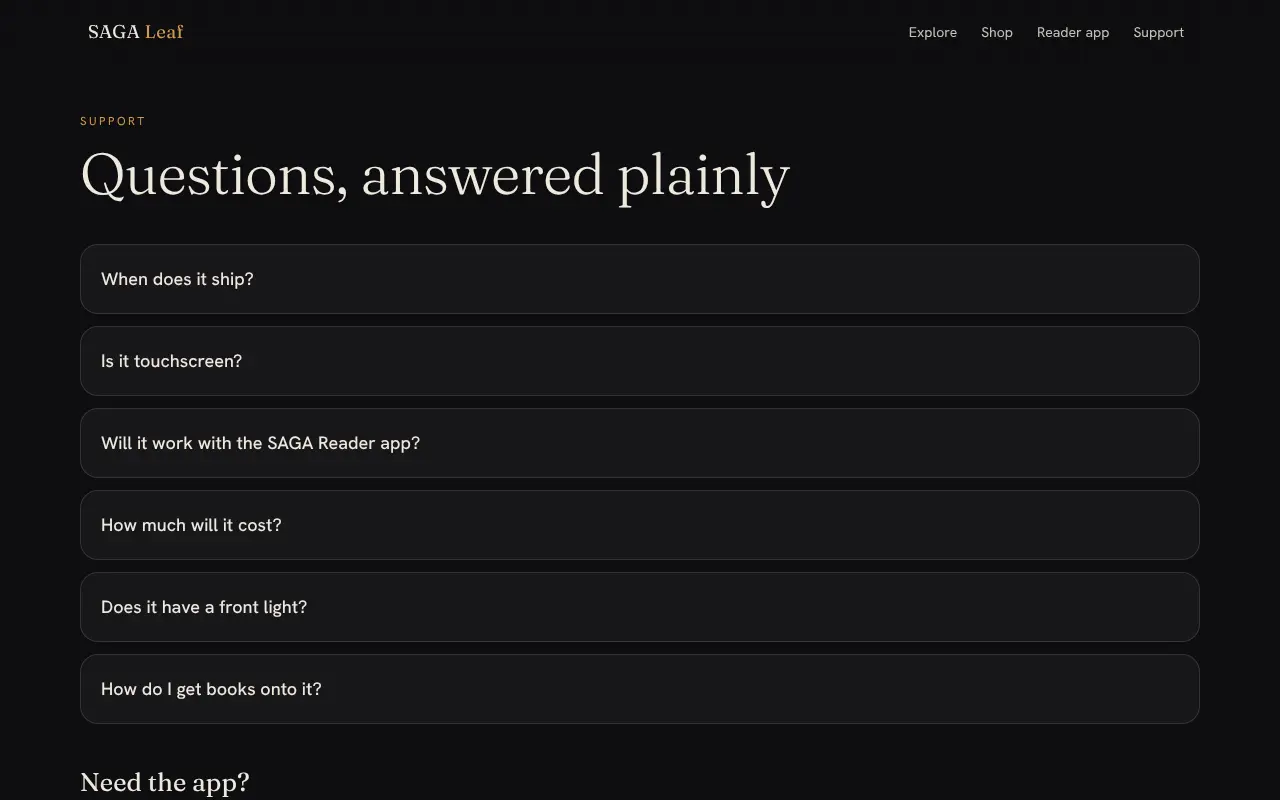 SAGA Leaf
Explore Shop Reader app Support
SUPPORT
Questions, answered plainly
When does it ship?
Is it touchscreen?
Will it work with the SAGA Reader app?
How much will it cost?
Does it have a front light?
How do I get books onto it?
Need the app?